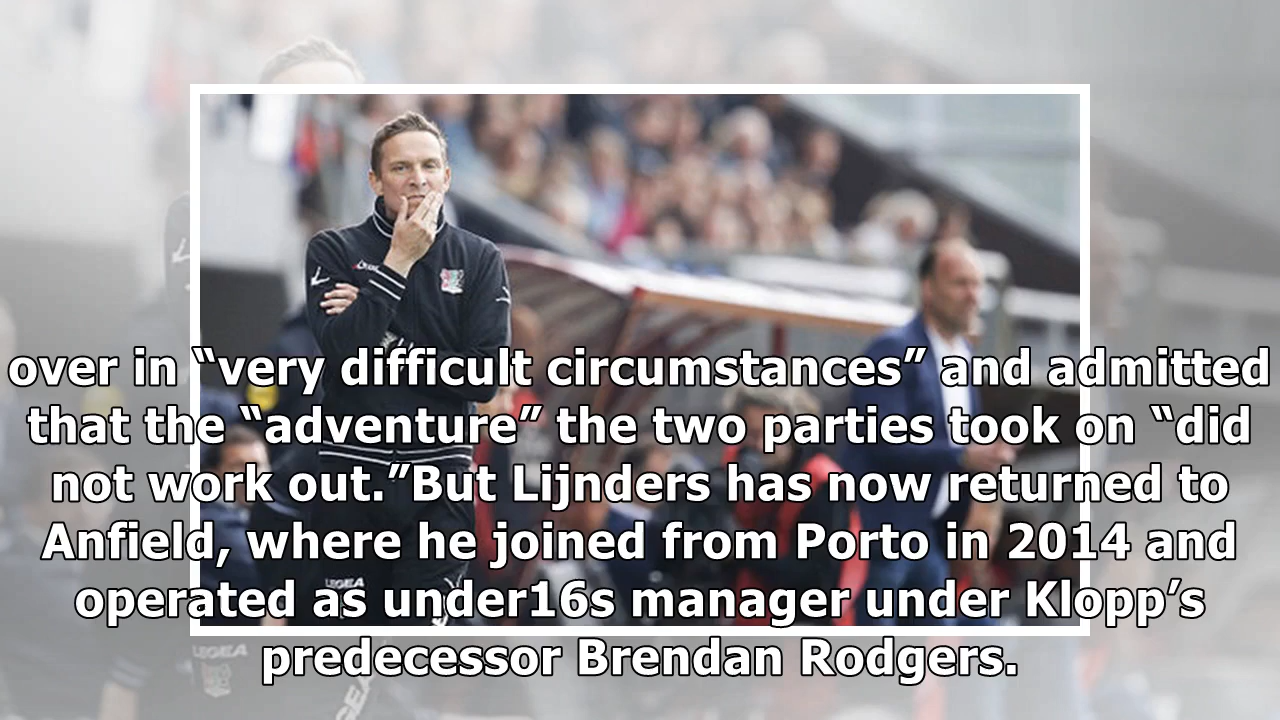 over in “very difficult circumstances” and admitted
that the “adventure” the two parties took on “did
not work out.”But Lijnders has now returned to
Anfield, where he joined from Porto in 2014 and
operated as under16s manager under Klopp’s
predecessor Brendan Rodgers.
LEGEA
LEGEA